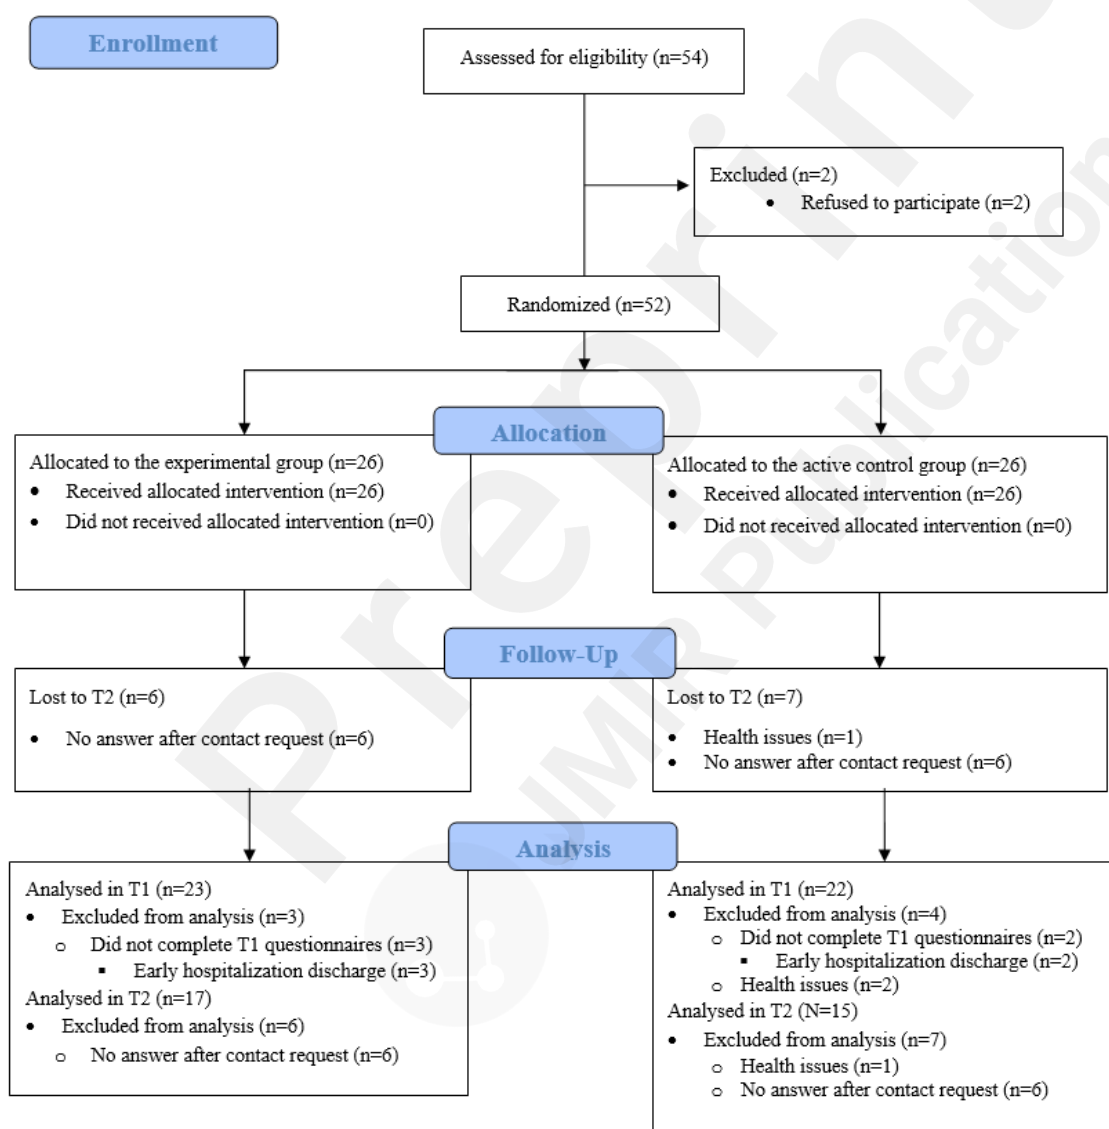 Enrollment
Assessed for eligibility (n=54)
Excluded (n=2)
• Refused to participate (n=2)
Randomized (n=52)
Allocation
Allocated to the experimental group (n=26)
• Received allocated intervention (n=26)
• Did not received allocated intervention (n=0)
Allocated to the active control group (n=26)
• Received allocated intervention (n=26)
• Did not received allocated intervention (n=0)
Follow-Up
Lost to T2 (n=6)
• No answer after contact request (n=6)
Lost to T2 (n=7)
• Health issues (n=1)
• No answer after contact request (n=6)
Analysis
Analysed in T1 (n=23)
• Excluded from analysis (n=3)
o Did not complete T1 questionnaires (n=3)
▪ Early hospitalization discharge (n=3)
Analysed in T2 (n=17)
• Excluded from analysis (n=6)
o No answer after contact request (n=6)
Analysed in T1 (n=22)
• Excluded from analysis (n=4)
o Did not complete T1 questionnaires (n=2)
▪ Early hospitalization discharge (n=2)
o Health issues (n=2)
Analysed in T2 (N=15)
• Excluded from analysis (n=7)
o Health issues (n=1)
o No answer after contact request (n=6)
Preprint
JMIR Publication